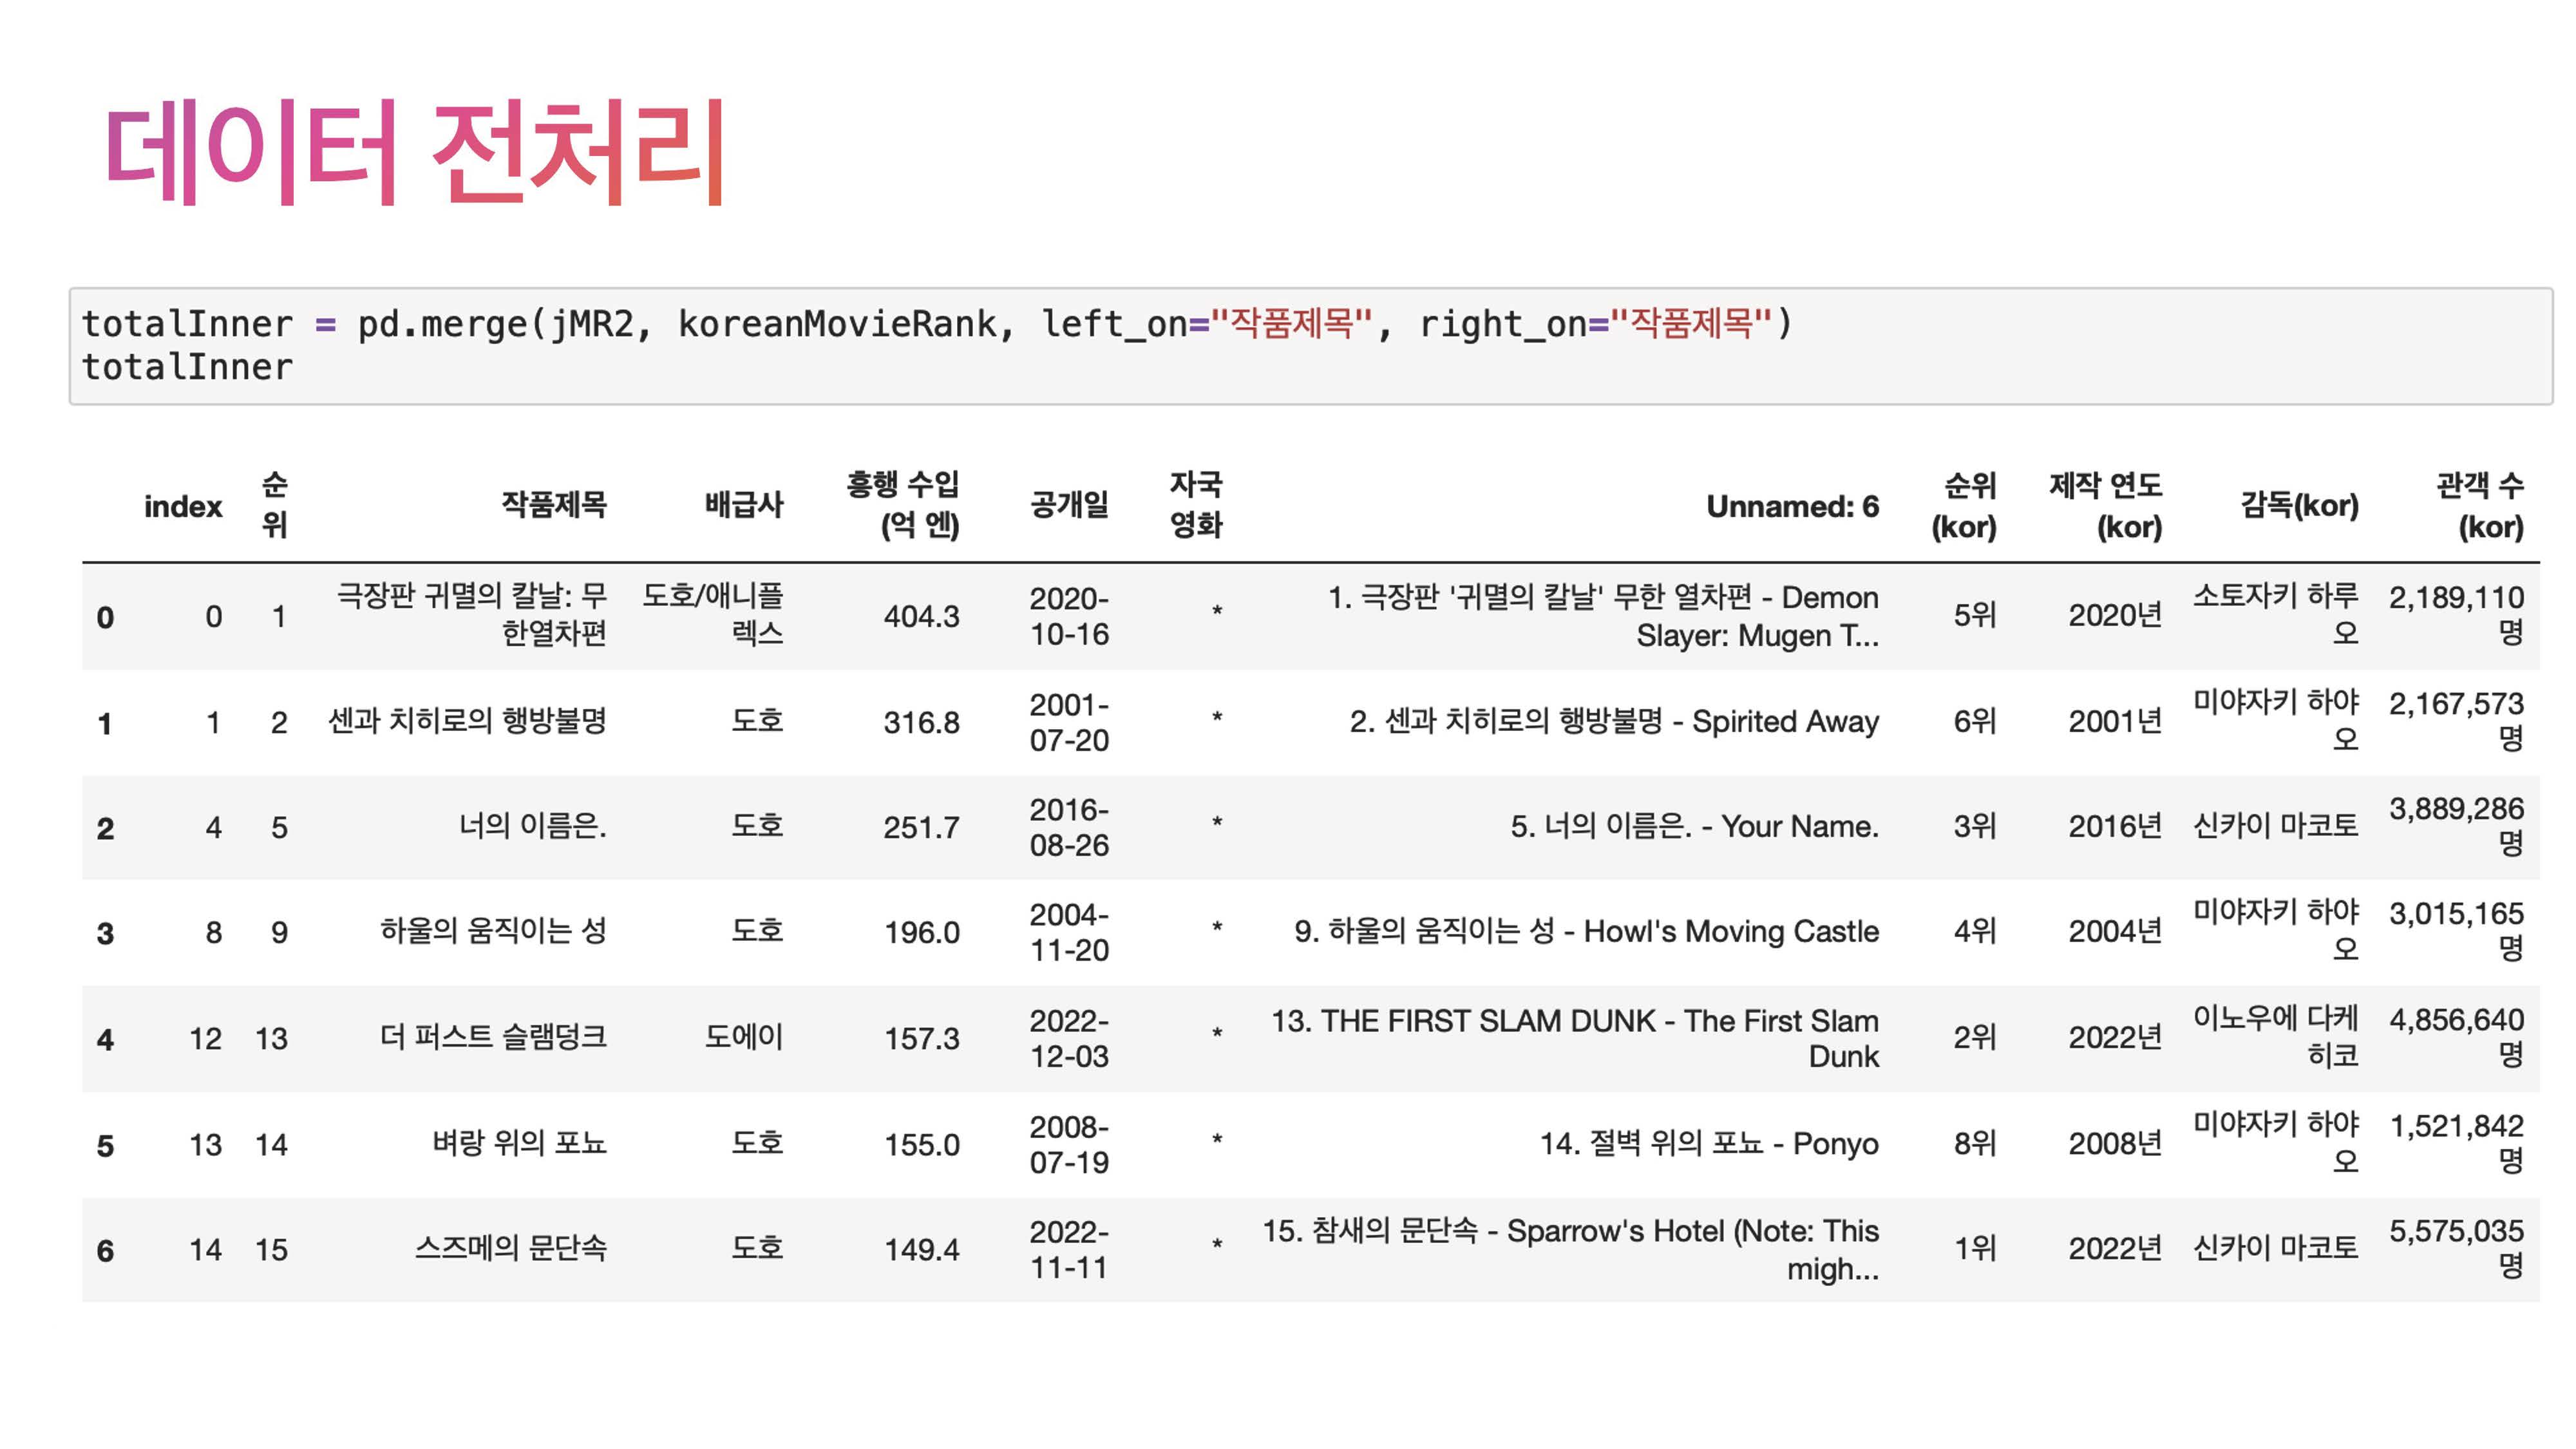 데이터 전처리
totalInner = pd.merge(jMR2, koreanMovieRank, left_on="작품제목", right_on="작품제목")
totalInner
index 순위 작품제목 배급사 흥행 수입 (억 엔) 공개일 자국 영화 Unnamed: 6 순위 (kor) 제작 연도 (kor) 감독(kor) 관객 수 (kor)
0 0 1 극장판 귀멸의 칼날: 무한열차편 도호/애니플렉스 404.3 2020-10-16 * 1. 극장판 '귀멸의 칼날' 무한 열차편 - Demon Slayer: Mugen T... 5위 2020년 소토자키 하루오 2,189,110명
1 1 2 센과 치히로의 행방불명 도호 316.8 2001-07-20 * 2. 센과 치히로의 행방불명 - Spirited Away 6위 2001년 미야자키 하야오 2,167,573명
2 4 5 너의 이름은. 도호 251.7 2016-08-26 * 5. 너의 이름은. - Your Name. 3위 2016년 신카이 마코토 3,889,286명
3 8 9 하울의 움직이는 성 도호 196.0 2004-11-20 * 9. 하울의 움직이는 성 - Howl's Moving Castle 4위 2004년 미야자키 하야오 3,015,165명
4 12 13 더 퍼스트 슬램덩크 도에이 157.3 2022-12-03 * 13. THE FIRST SLAM DUNK - The First Slam Dunk 2위 2022년 이노우에 다케히코 4,856,640명
5 13 14 벼랑 위의 포뇨 도호 155.0 2008-07-19 * 14. 절벽 위의 포뇨 - Ponyo 8위 2008년 미야자키 하야오 1,521,842명
6 14 15 스즈메의 문단속 도호 149.4 2022-11-11 * 15. 참새의 문단속 - Sparrow's Hotel (Note: This migh... 1위 2022년 신카이 마코토 5,575,035명